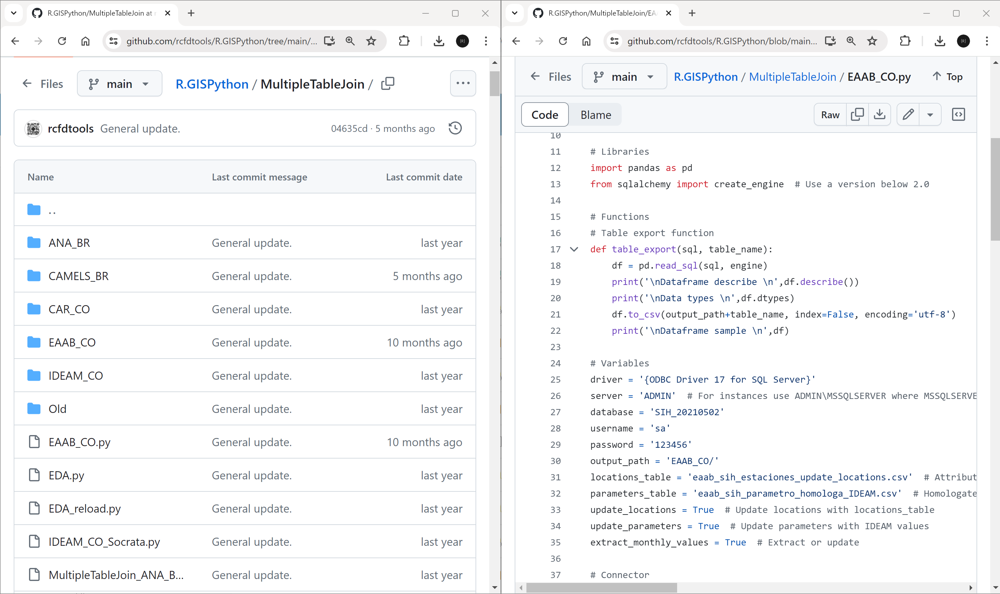 R.GISPython/MultipleTableJoin at
github.com/rcfdtools/R.GISPython/tree/main/...
Files
main
R.GISPython / MultipleTableJoin /
rcfdtools General update.
04635cd · 5 months ago
Name Last commit message Last commit date
..
ANA_BR General update. last year
CAMELS_BR General update. 5 months ago
CAR_CO General update. last year
EAAB_CO General update. 10 months ago
IDEAM_CO General update. last year
Old General update. last year
EAAB_CO.py General update. 10 months ago
EDA.py General update. last year
EDA_reload.py General update. last year
IDEAM_CO_Socrata.py General update. last year
MultipleTableJoin_ANA_B... General update. last year
R.GISPython/MultipleTableJoin/EA
github.com/rcfdtools/R.GISPython/blob/main...
Files
main
R.GISPython / MultipleTableJoin / EAAB_CO.py
Top
Code Blame Raw
10
11 # Libraries
12 import pandas as pd
13 from sqlalchemy import create_engine  # Use a version below 2.0
14
15 # Functions
16 # Table export function
17 def table_export(sql, table_name):
18     df = pd.read_sql(sql, engine)
19     print('\nDataframe describe \n',df.describe())
20     print('\nData types \n',df.dtypes)
21     df.to_csv(output_path+table_name, index=False, encoding='utf-8')
22     print('\nDataframe sample \n',df)
23
24 # Variables
25 driver = '{ODBC Driver 17 for SQL Server}'
26 server = 'ADMIN'  # For instances use ADMIN\MSSQLSERVER where MSSQLSERVE
27 database = 'SIH_20210502'
28 username = 'sa'
29 password = '123456'
30 output_path = 'EAAB_CO/'
31 locations_table = 'eaab_sih_estaciones_update_locations.csv'  # Attribut
32 parameters_table = 'eaab_sih_parametro_homologa_IDEAM.csv'  # Homologate
33 update_locations = True  # Update locations with locations_table
34 update_parameters = True  # Update parameters with IDEAM values
35 extract_monthly_values = True  # Extract or update
36
37 # Connector